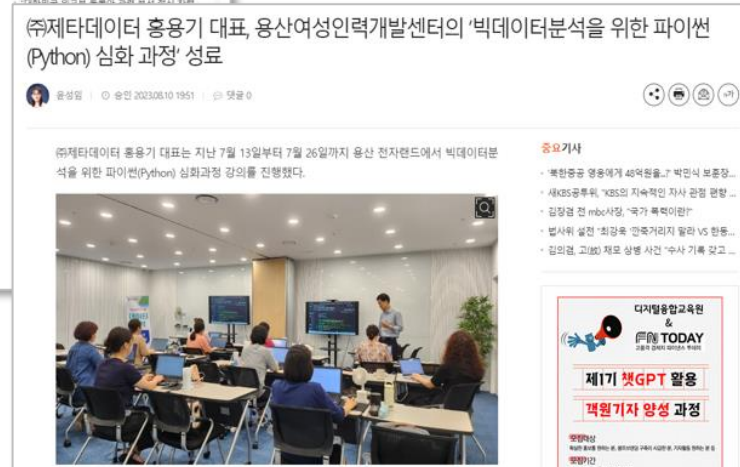 ㈜제타데이터 홍용기 대표, 용산여성인력개발센터의 '빅데이터분석을 위한 파이썬
(Python) 심화 과정' 성료
윤성임
승인 2023.08.10 19:51
댓글 0
㈜제타데이터 홍용기 대표는 지난 7월 13일부터 7월 26일까지 용산 전자랜드에서 빅데이터분
석을 위한 파이썬(Python) 심화과정 강의를 진행했다.
중요기사
'북한중공 영웅에게 48억원을...?' 박민식 보훈장...
새KBS공투위, "KBS의 지속적인 자사 관점 편향 ...
김장겸 전 mbc사장, "국가 폭력이란?"
법사위 설전 "최강욱 '깐죽거리지 말라 VS 한동...
김의겸, 고(故) 채모 상병 사건 "수사 기록 갖고 ...
디지털융합교육원
&
FN TODAY
제1기 챗GPT 활용
객원기자 양성 과정
모집대상
모집기간